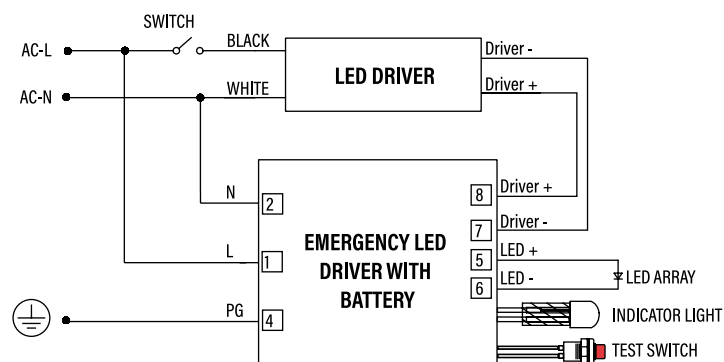 SWITCH
AC-L
BLACK
LED DRIVER
Driver -
AC-N
WHITE
Driver +
N
2
8
Driver +
7
Driver -
L
1
EMERGENCY LED
DRIVER WITH
BATTERY
5
LED +
6
LED -
LED ARRAY
PG
4
INDICATOR LIGHT
TEST SWITCH